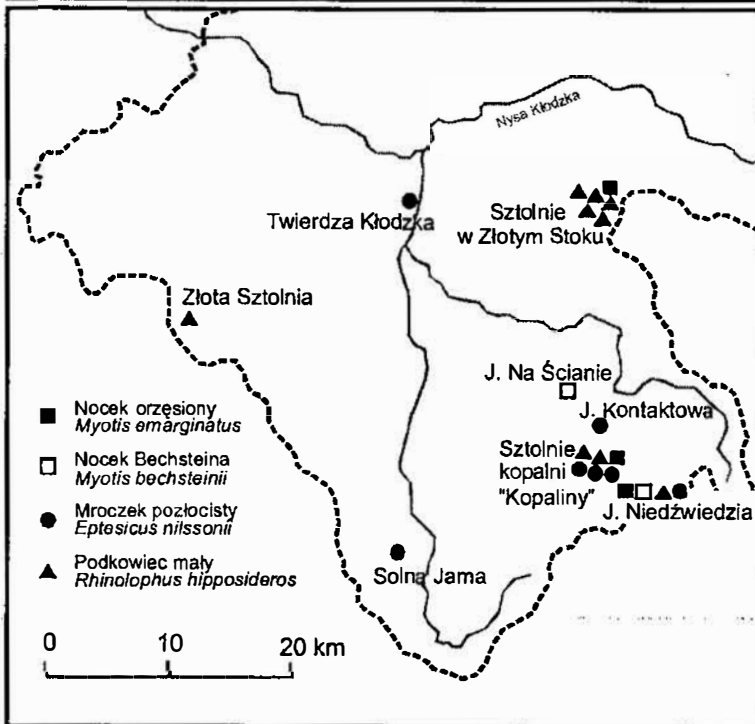 Nysa Kłodzka
Twierdza Kłodzka
Sztolnie
w Złotym Stoku
Złota Sztolnia
J. Na Ścianie
J. Kontaktowa
Sztolnie
kopalni
"Kopaliny"
J. Niedźwiedzia
Solna Jama
Nocek orzęsiony
Myotis emarginatus
Nocek Bechsteina
Myotis bechsteinii
Mroczek pozłocisty
Eptesicus nilssonii
Podkowiec mały
Rhinolophus hipposideros
0 10 20 km